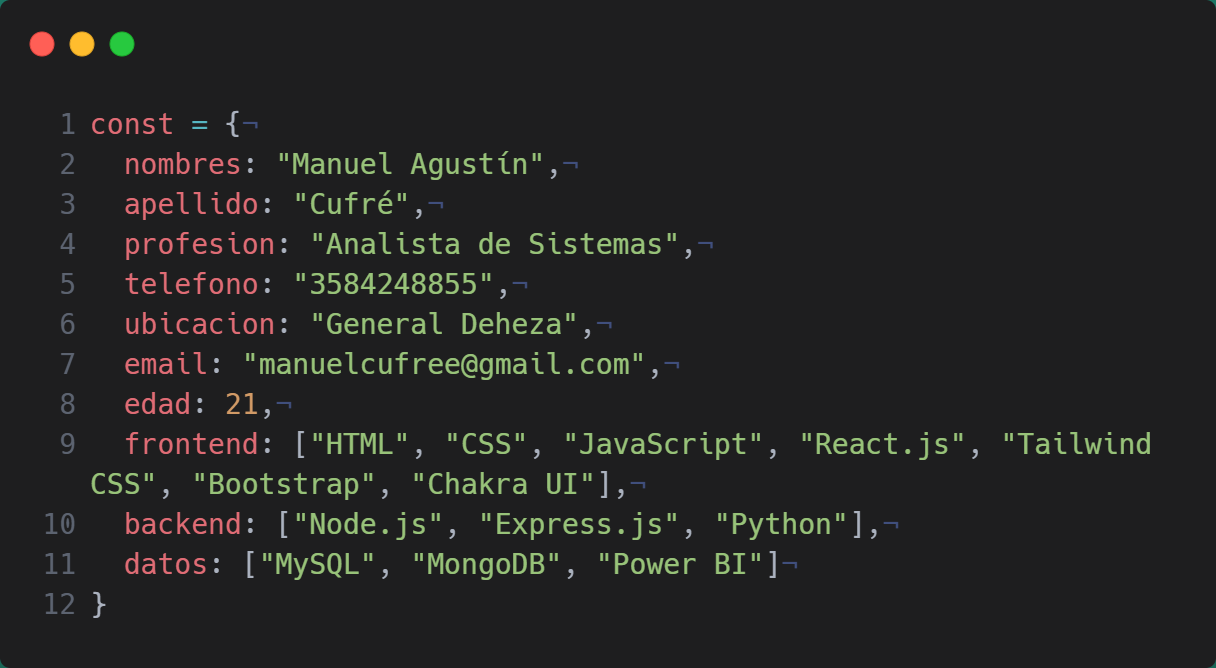 1 const = {¬
2 nombres: "Manuel Agustín",¬
3 apellido: "Cufré",¬
4 profesion: "Analista de Sistemas",¬
5 telefono: "3584248855",¬
6 ubicacion: "General Deheza",¬
7 email: "manuelcufree@gmail.com",¬
8 edad: 21,¬
9 frontend: ["HTML", "CSS", "JavaScript", "React.js", "Tailwind
CSS", "Bootstrap", "Chakra UI"],¬
10 backend: ["Node.js", "Express.js", "Python"],¬
11 datos: ["MySQL", "MongoDB", "Power BI"]¬
12 }